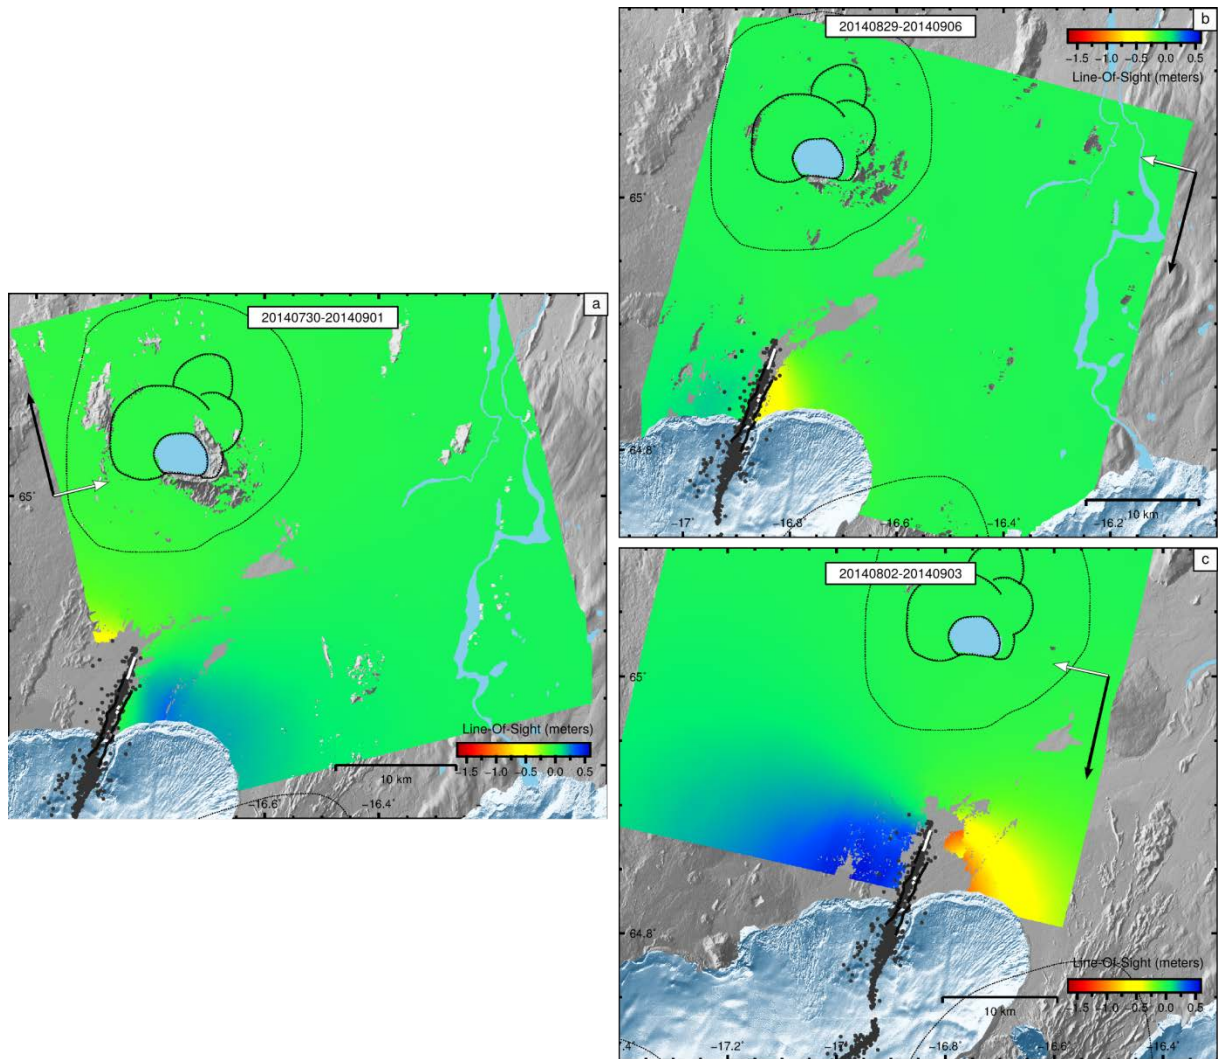 b
20140829-20140906
−1.5 −1.0 −0.5 0.0 0.5
Line-Of-Sight (meters)
65˚
64.8˚
10 km
−17˚ −16.8˚ −16.6˚ −16.4˚ −16.2˚
a
20140730-20140901
65˚
Line-Of-Sight (meters)
−1.5 −1.0 −0.5 0.0 0.5
10 km
−16.6˚ −16.4˚
c
20140802-20140903
65˚
64.8˚
Line-Of-Sight (meters)
−1.5 −1.0 −0.5 0.0 0.5
10 km
−17.2˚ −17˚ −16.8˚ −16.6˚ −16.4˚